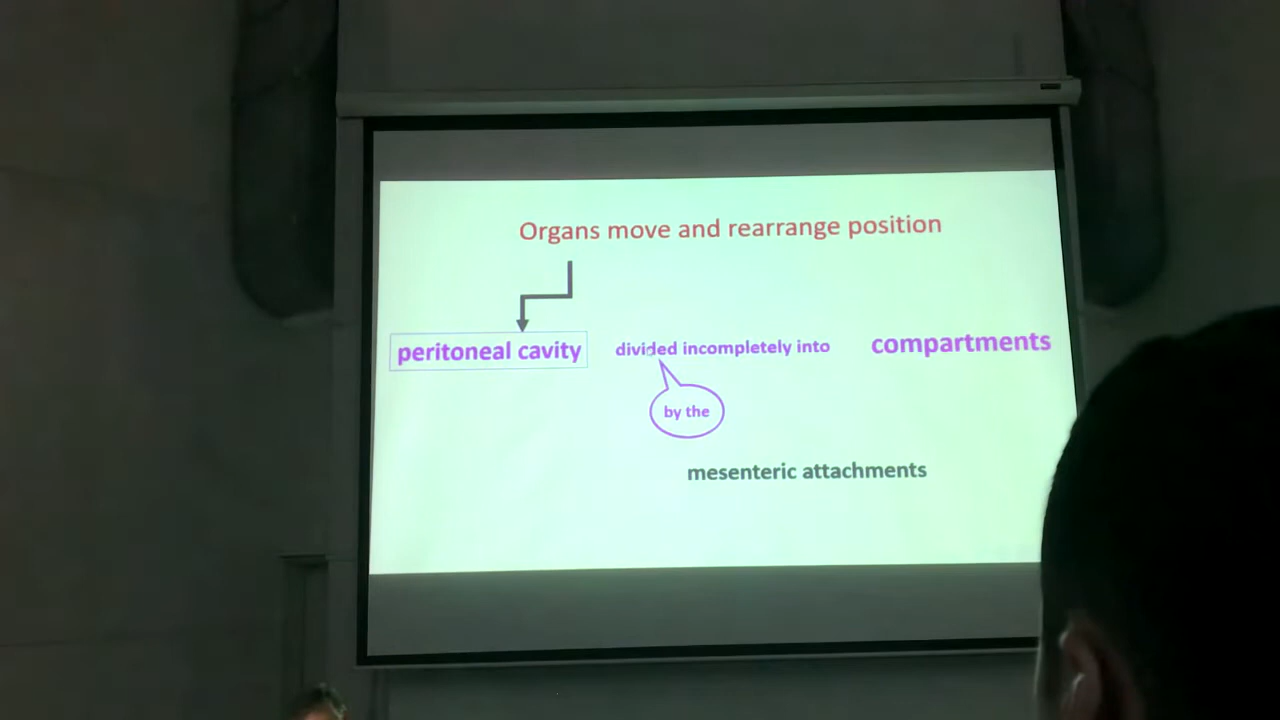 Organs move and rearrange position
peritoneal cavity divided incompletely into compartments
by the
mesenteric attachments